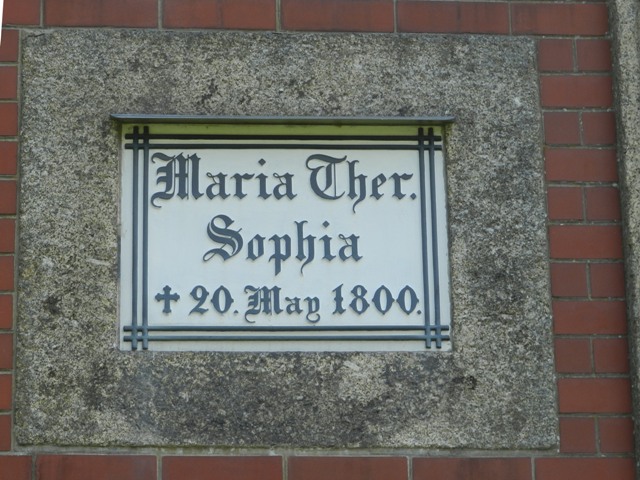 Maria Ther.
Sophia
✝ 20. May 1800.